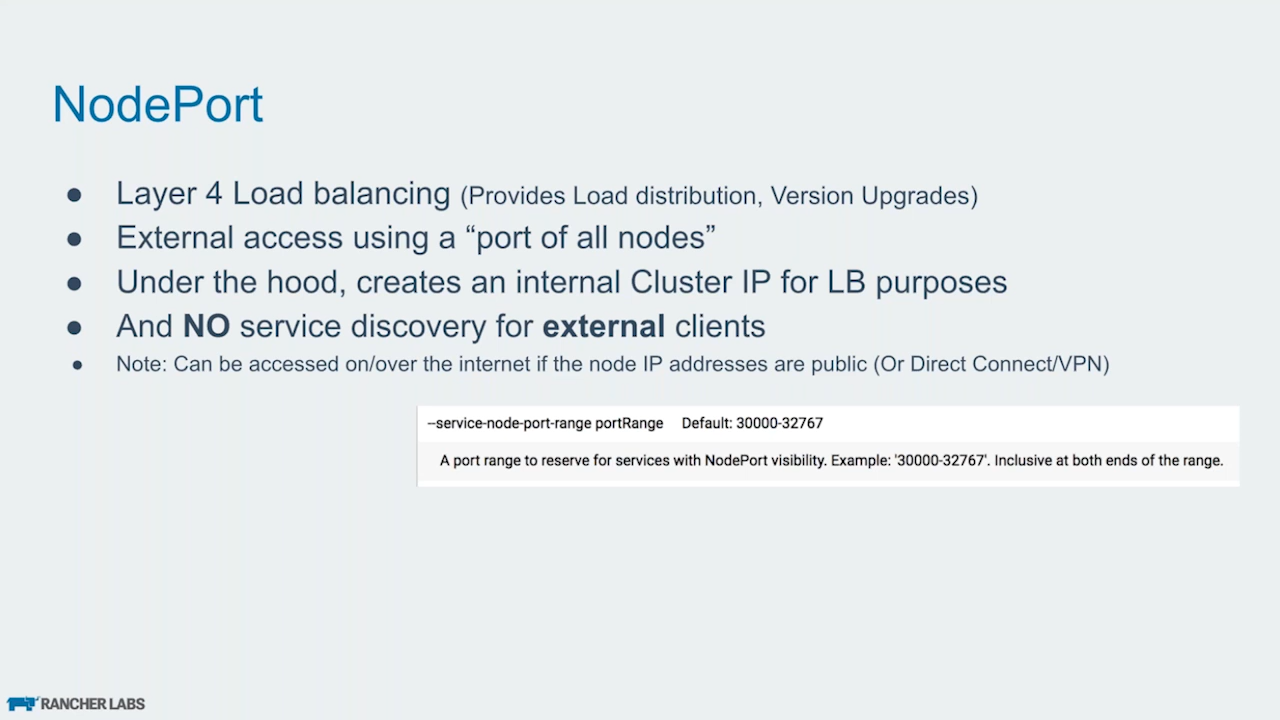 NodePort
● Layer 4 Load balancing (Provides Load distribution, Version Upgrades)
● External access using a “port of all nodes”
● Under the hood, creates an internal Cluster IP for LB purposes
● And NO service discovery for external clients
● Note: Can be accessed on/over the internet if the node IP addresses are public (Or Direct Connect/VPN)
--service-node-port-range portRange Default: 30000-32767
A port range to reserve for services with NodePort visibility. Example: '30000-32767'. Inclusive at both ends of the range.
RANCHER LABS